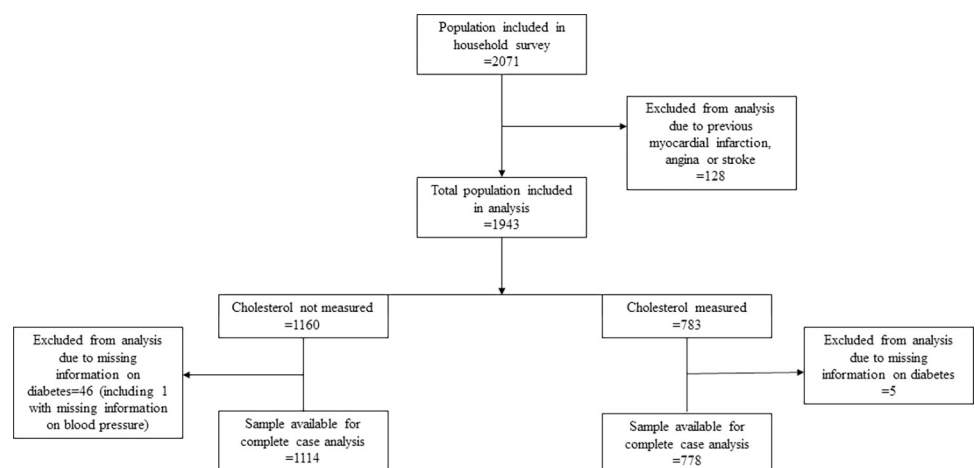 Population included in
household survey
=2071
Excluded from analysis
due to previous
myocardial infarction,
angina or stroke
=128
Total population included
in analysis
=1943
Cholesterol not measured
=1160
Cholesterol measured
=783
Excluded from analysis
due to missing
information on
diabetes=46 (including 1
with missing information
on blood pressure)
Excluded from analysis
due to missing
information on diabetes
=5
Sample available for
complete case analysis
=1114
Sample available for
complete case analysis
=778